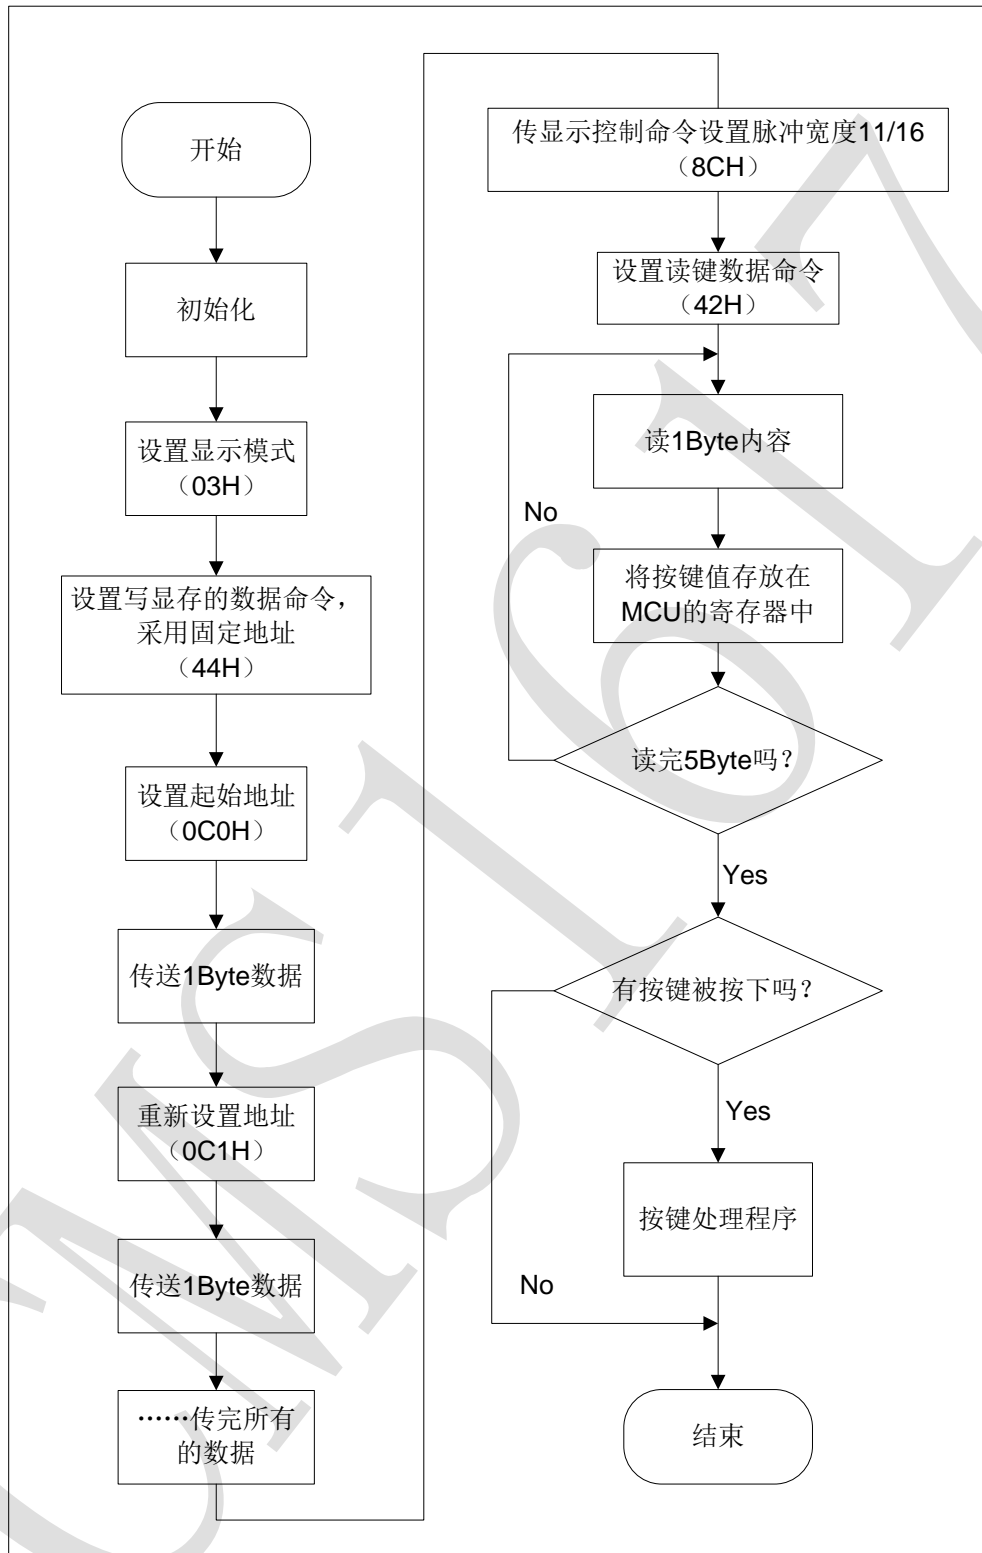 开始
初始化
设置显示模式
（03H）
设置写显存的数据命令，
采用固定地址
（44H）
设置起始地址
（0C0H）
传送1Byte数据
重新设置地址
（0C1H）
传送1Byte数据
……传完所有
的数据
传显示控制命令设置脉冲宽度11/16
（8CH）
设置读键数据命令
（42H）
读1Byte内容
No
将按键值存放在
MCU的寄存器中
读完5Byte吗？
Yes
有按键被按下吗？
Yes
按键处理程序
No
结束
CMS1617